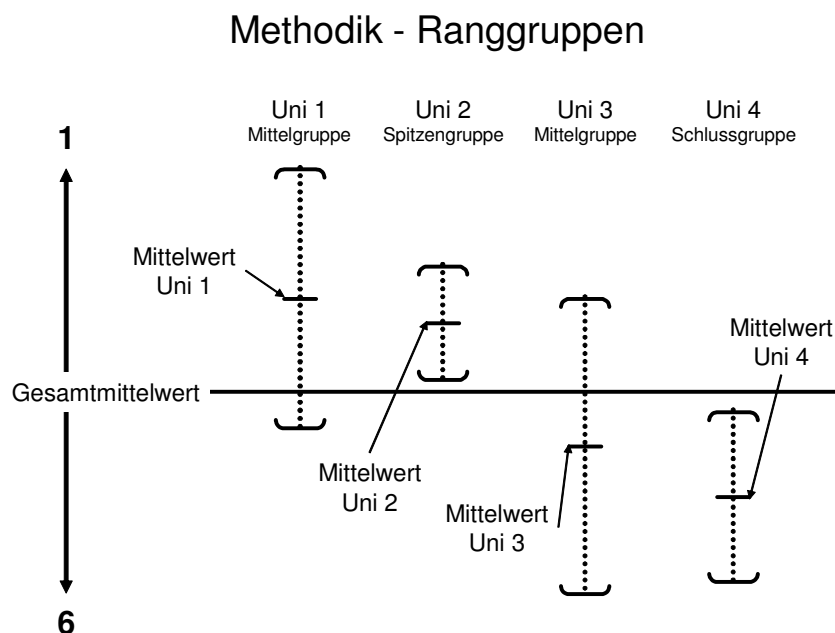 Methodik - Ranggruppen
Uni 1
Mittelgruppe
Uni 2
Spitzengruppe
Uni 3
Mittelgruppe
Uni 4
Schlussgruppe
1
Mittelwert
Uni 1
Mittelwert
Uni 4
Gesamtmittelwert
Mittelwert
Uni 2
Mittelwert
Uni 3
6